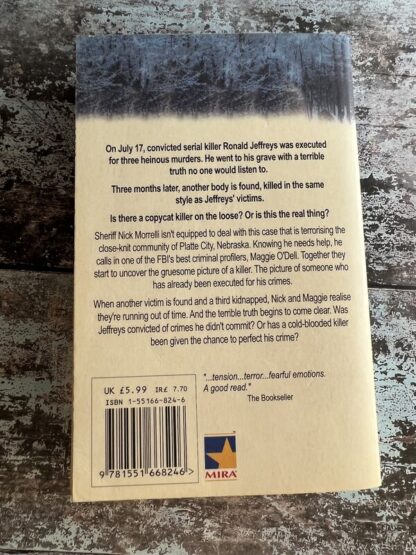 On July 17, convicted serial killer Ronald Jeffreys was executed
for three heinous murders. He went to his grave with a terrible
truth no one would listen to.
Three months later, another body is found, killed in the same
style as Jeffreys' victims.
Is there a copycat killer on the loose? Or is this the real thing?
Sheriff Nick Morrelli isn't equipped to deal with this case that is terrorising the
close-knit community of Platte City, Nebraska. Knowing he needs help, he
calls in one of the FBI's best criminal profilers, Maggie O'Dell. Together they
start to uncover the gruesome picture of a killer. The picture of someone who
has already been executed for his crimes.
When another victim is found and a third kidnapped, Nick and Maggie realise
they're running out of time. And the terrible truth begins to come clear. Was
Jeffreys convicted of crimes he didn't commit? Or has a cold-blooded killer
been given the chance to perfect his crime?
UK £5.99 IR£ 7.70
ISBN 1-55166-824-6
9 781551 668246 >
"...tension...terror...fearful emotions.
A good read."
The Bookseller
MIRA